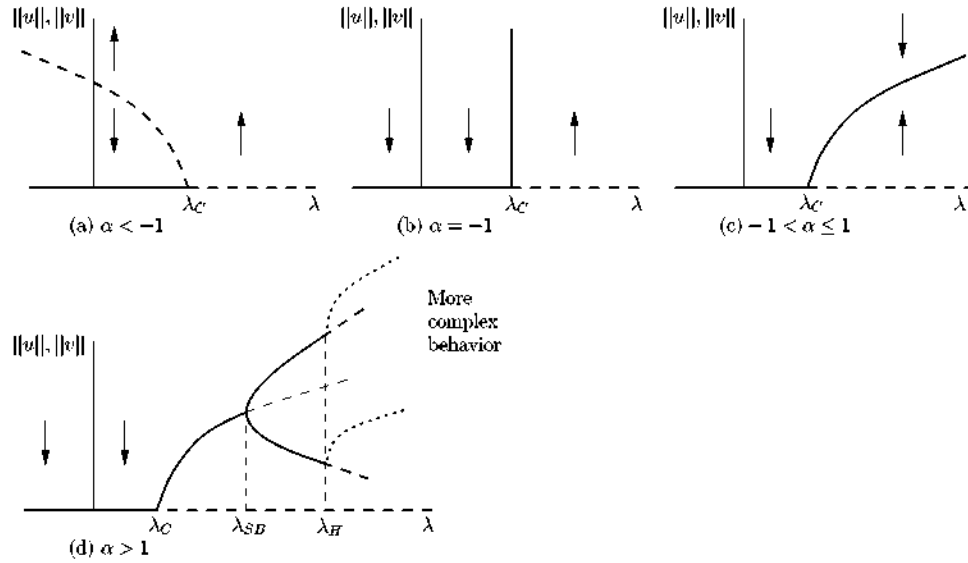 ||u||, ||v||
||u||, ||v||
||u||, ||v||
λ_C
λ
λ_C
λ
λ_C
λ
(a) α < −1
(b) α = −1
(c) −1 < α ≤ 1
More
complex
behavior
||u||, ||v||
λ_C
λ_SB
λ_H
λ
(d) α > 1